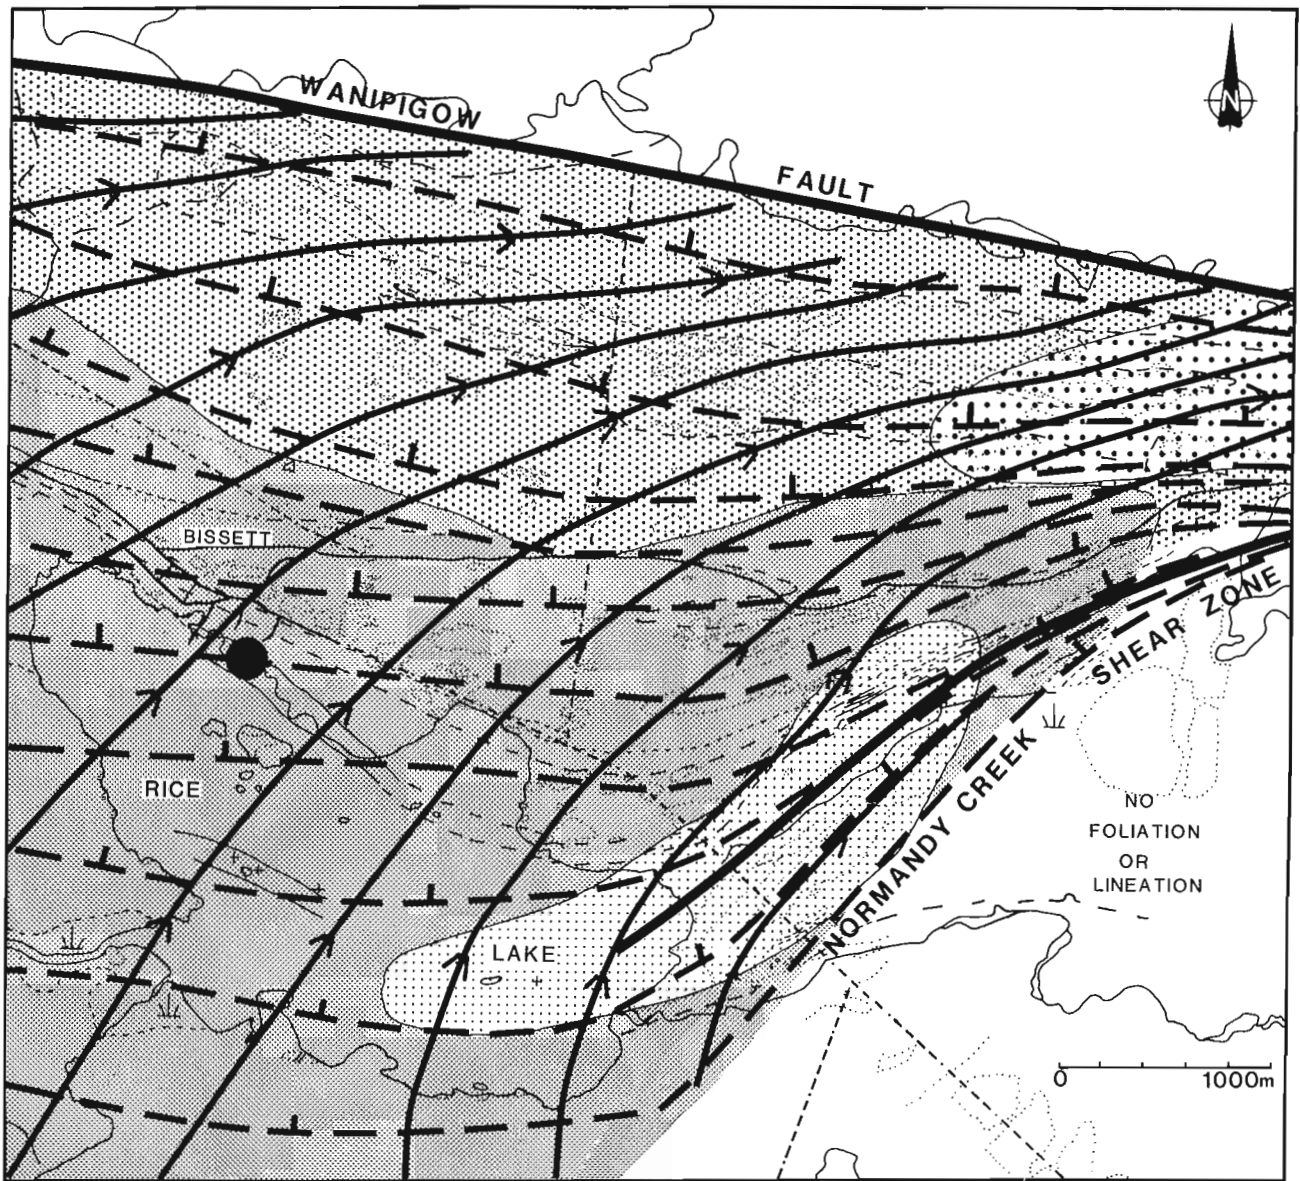 WANIPIGOW
FAULT
N
BISSETT
SHEAR ZONE
RICE
NORMANDY CREEK
NO
FOLIATION
OR
LINEATION
LAKE
0 1000m